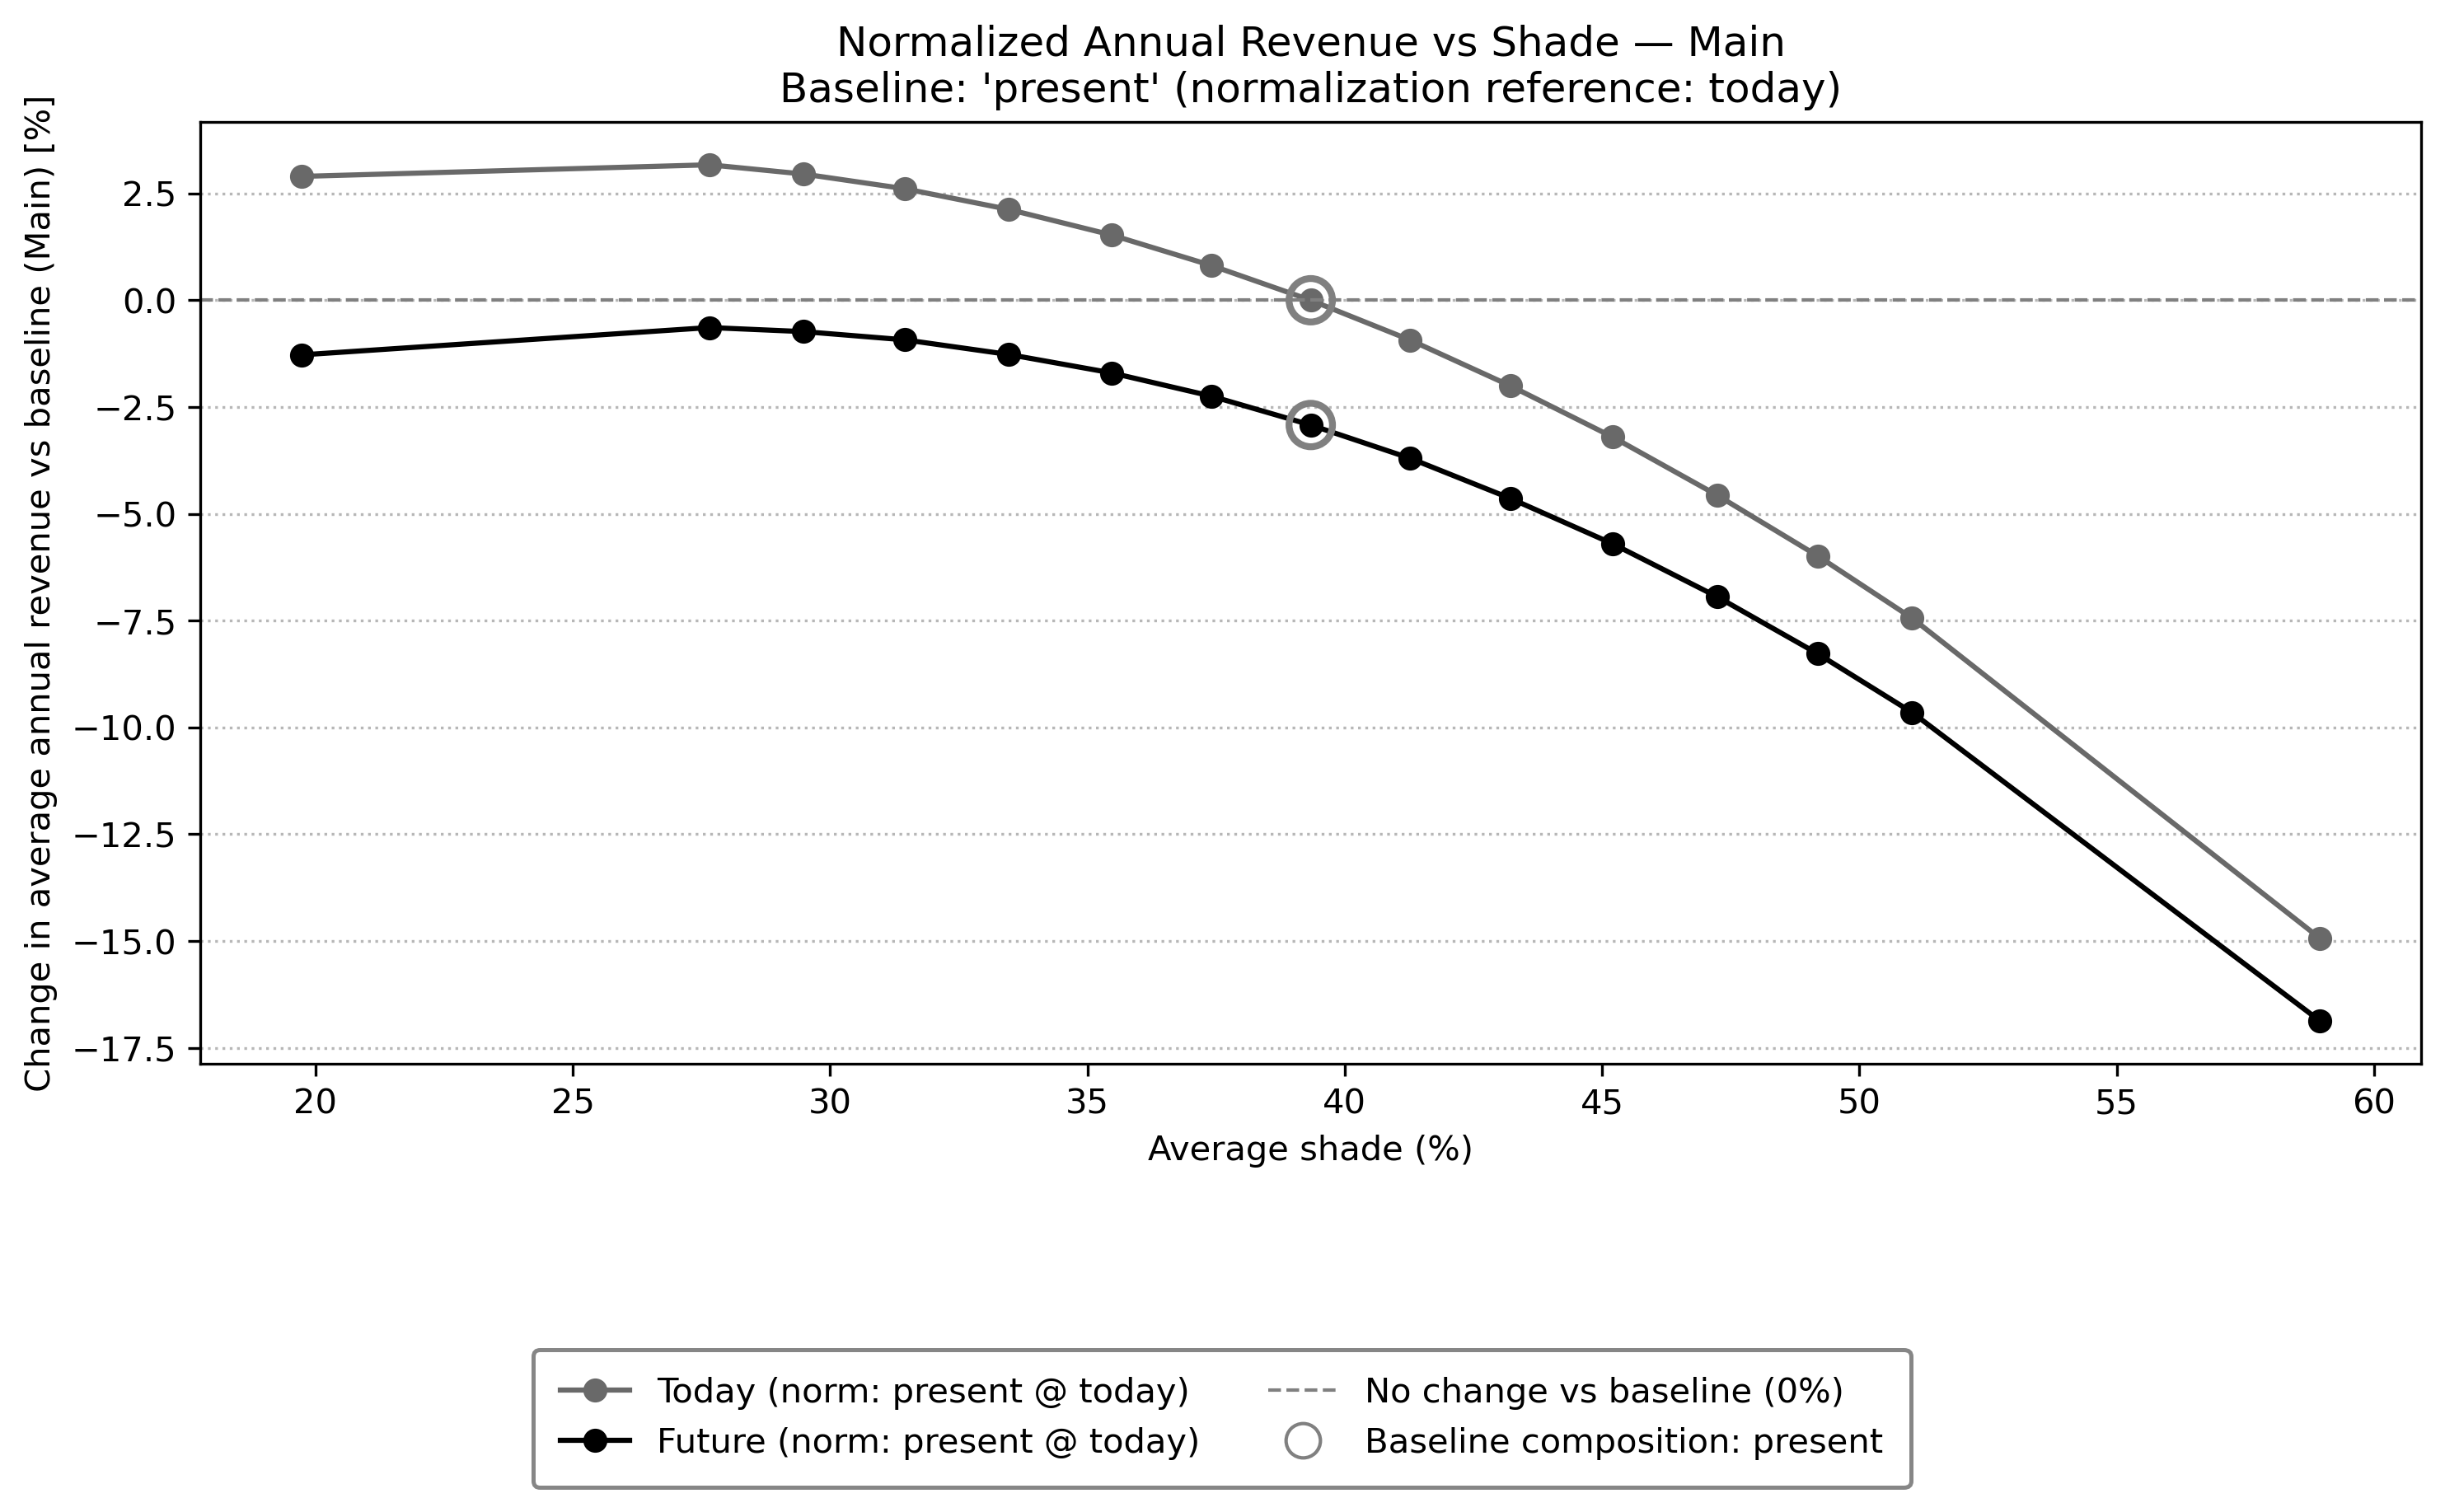 Normalized Annual Revenue vs Shade — Main
Baseline: 'present' (normalization reference: today)
Change in average annual revenue vs baseline (Main) [%]
2.5
0.0
−2.5
−5.0
−7.5
−10.0
−12.5
−15.0
−17.5
20 25 30 35 40 45 50 55 60
Average shade (%)
Today (norm: present @ today)
Future (norm: present @ today)
No change vs baseline (0%)
Baseline composition: present